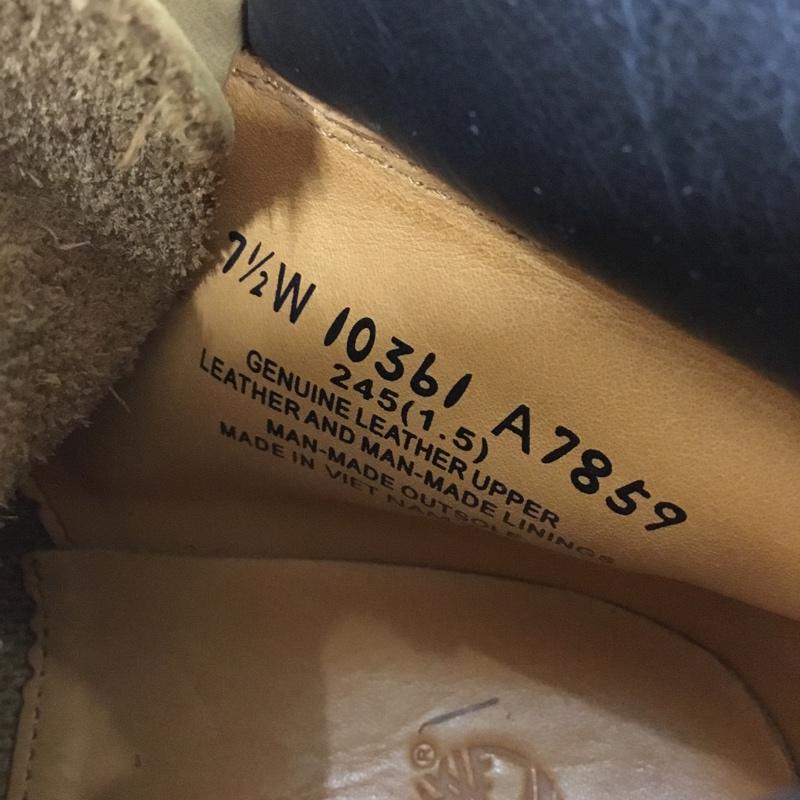 7½W 10361 A7859
245(1.5)
GENUINE LEATHER UPPER
LEATHER AND MAN-MADE LININGS
MAN-MADE OUTSOLE
MADE IN VIET NAM
®